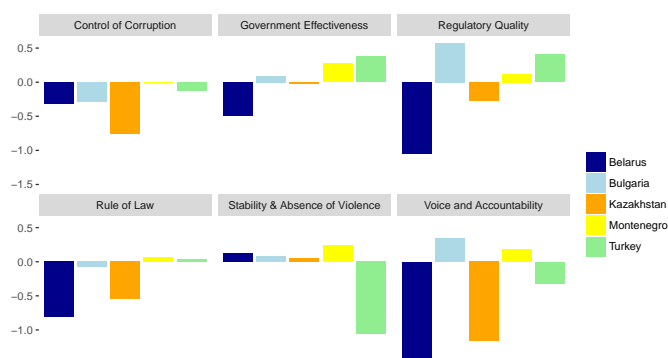 Control of Corruption Government Effectiveness Regulatory Quality
0.5
0.0
−0.5
−1.0
−1.5
Rule of Law Stability & Absence of Violence Voice and Accountability
0.5
0.0
−0.5
−1.0
Belarus
Bulgaria
Kazakhstan
Montenegro
Turkey